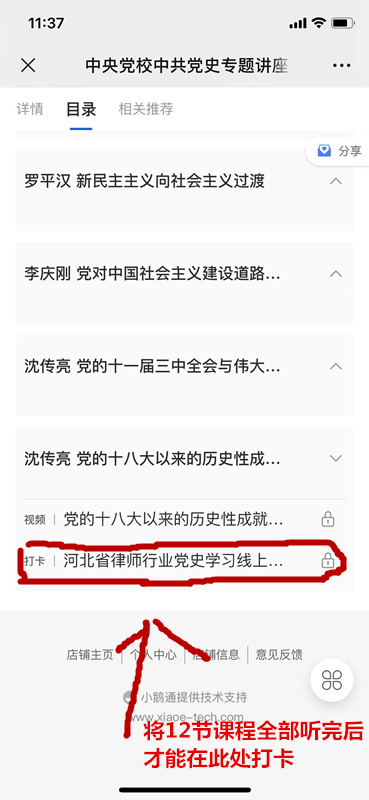 11:37
中央党校中共党史专题讲座
详情 目录 相关推荐
分享
罗平汉 新民主主义向社会主义过渡
李庆刚 党对中国社会主义建设道路...
沈传亮 党的十一届三中全会与伟大...
沈传亮 党的十八大以来的历史性成...
视频 | 党的十八大以来的历史性成就...
打卡 | 河北省律师行业党史学习线上...
店铺主页 | 个人中心 | 店铺信息 | 意见反馈
小鹅通提供技术支持
www.xiaoe-tech.com
将12节课程全部听完后
才能在此处打卡